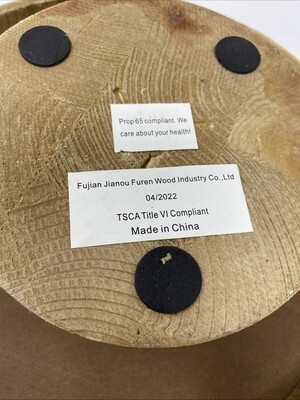 Prop 65 compliant. We
care about your health!
Fujian Jianou Furen Wood Industry Co.,Ltd
04/2022
TSCA Title VI Compliant
Made in China